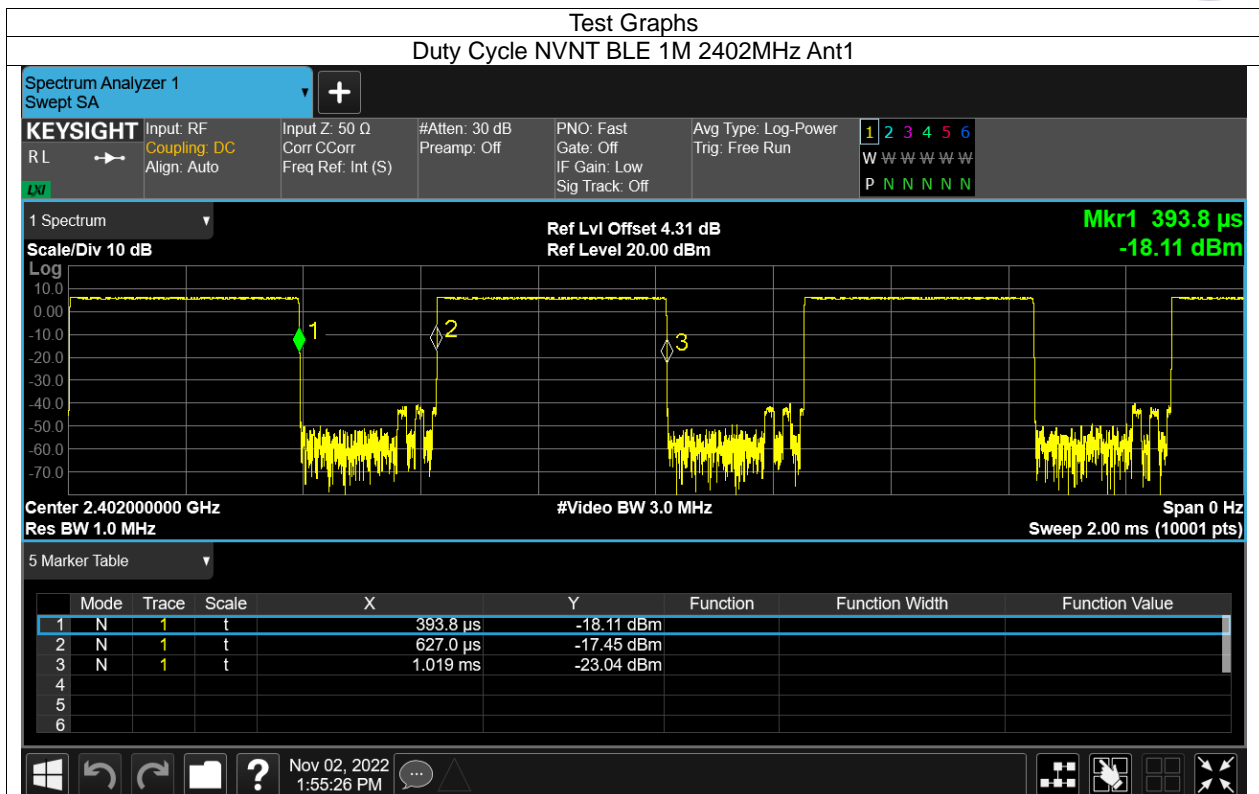 Test Graphs
Duty Cycle NVNT BLE 1M 2402MHz Ant1
Spectrum Analyzer 1
Swept SA
+
KEYSIGHT Input: RF Input Z: 50 Ω #Atten: 30 dB PNO: Fast Avg Type: Log-Power 1 2 3 4 5 6
RL Coupling: DC Corr CCorr Preamp: Off Gate: Off Trig: Free Run W W W W W W
Align: Auto Freq Ref: Int (S) IF Gain: Low
LXI Sig Track: Off P N N N N N
1 Spectrum Ref Lvl Offset 4.31 dB Mkr1 393.8 µs
Scale/Div 10 dB Ref Level 20.00 dBm -18.11 dBm
Log
10.0
0.00
-10.0
-20.0
-30.0
-40.0
-50.0
-60.0
-70.0
1
2
3
Center 2.402000000 GHz #Video BW 3.0 MHz Span 0 Hz
Res BW 1.0 MHz Sweep 2.00 ms (10001 pts)
5 Marker Table
Mode Trace Scale X Y Function Function Width Function Value
1 N 1 t 393.8 µs -18.11 dBm
2 N 1 t 627.0 µs -17.45 dBm
3 N 1 t 1.019 ms -23.04 dBm
4
5
6
? Nov 02, 2022
1:55:26 PM